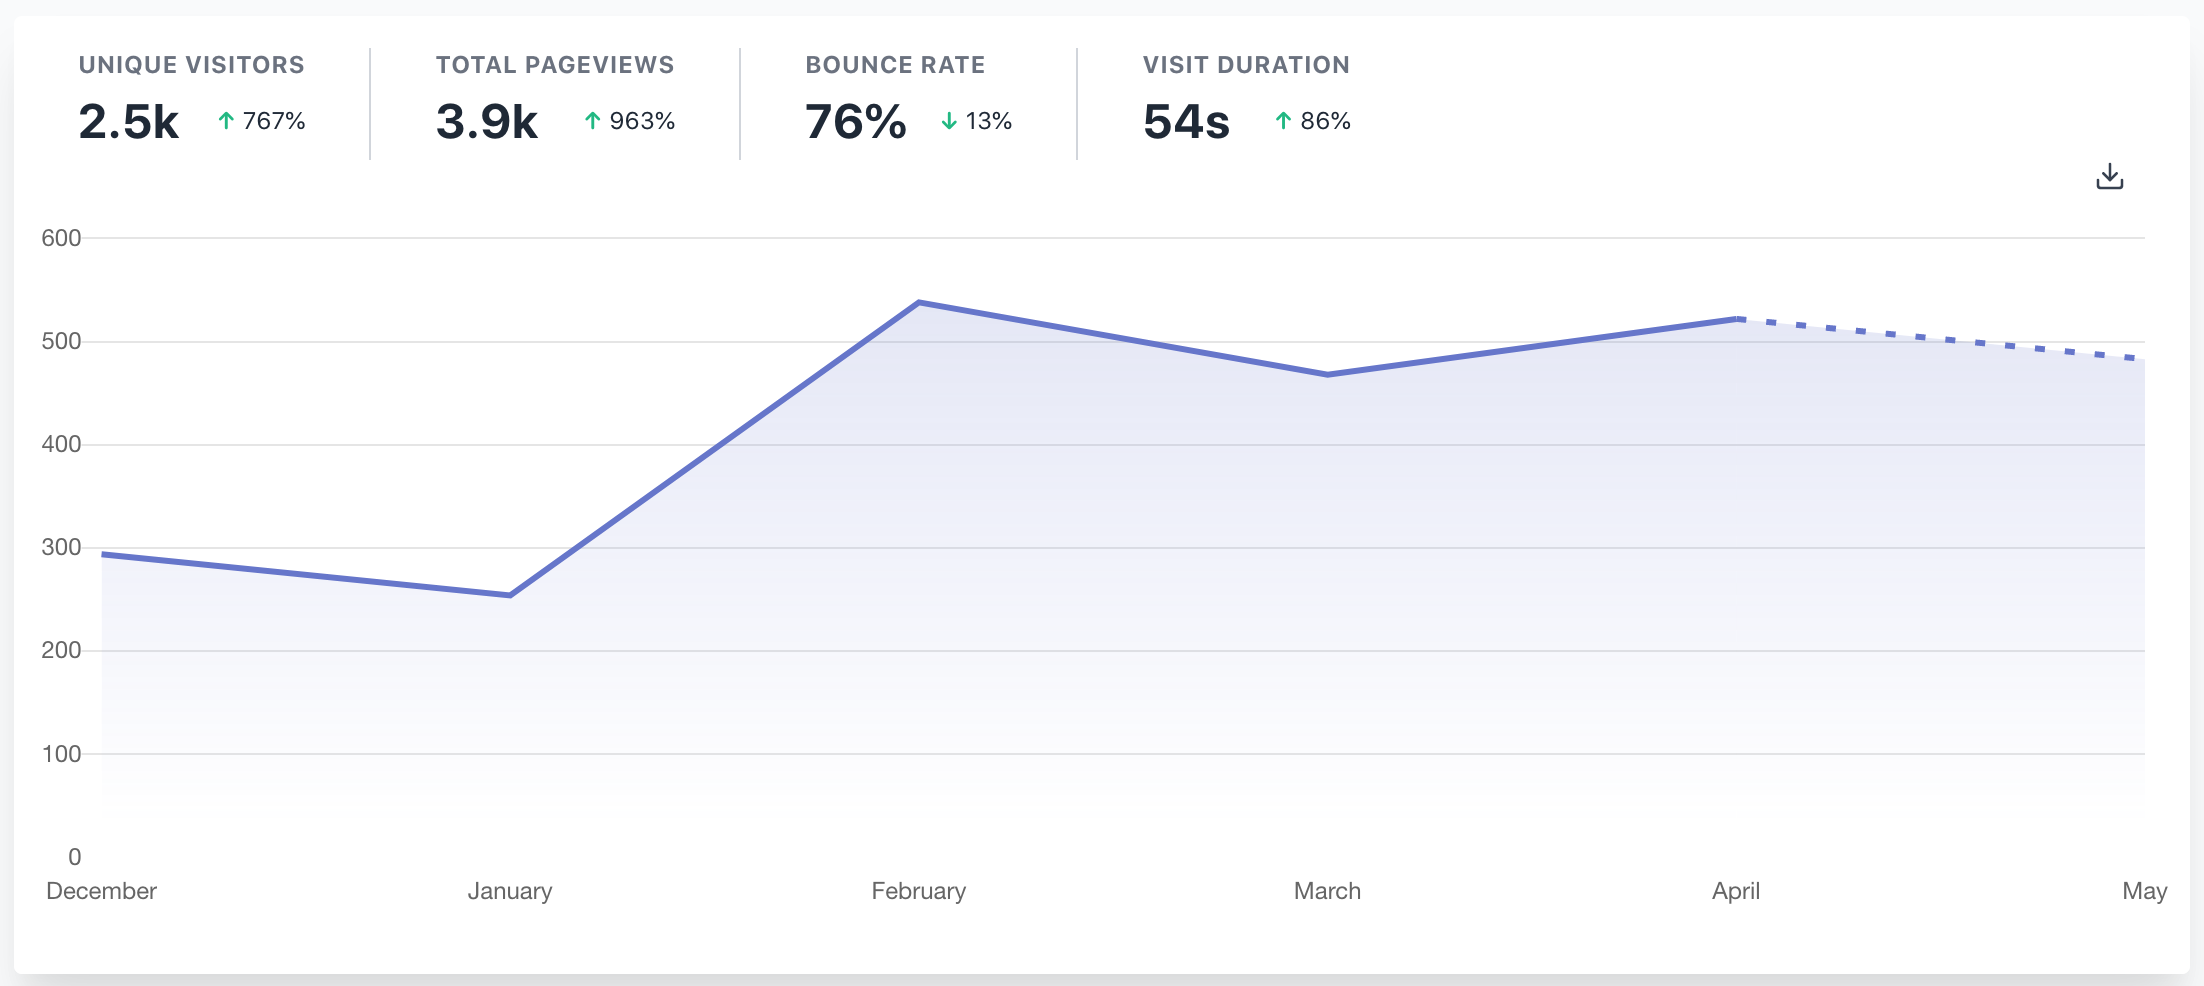 UNIQUE VISITORS
2.5k ↑ 767%
TOTAL PAGEVIEWS
3.9k ↑ 963%
BOUNCE RATE
76% ↓ 13%
VISIT DURATION
54s ↑ 86%
600
500
400
300
200
100
0
December January February March April May